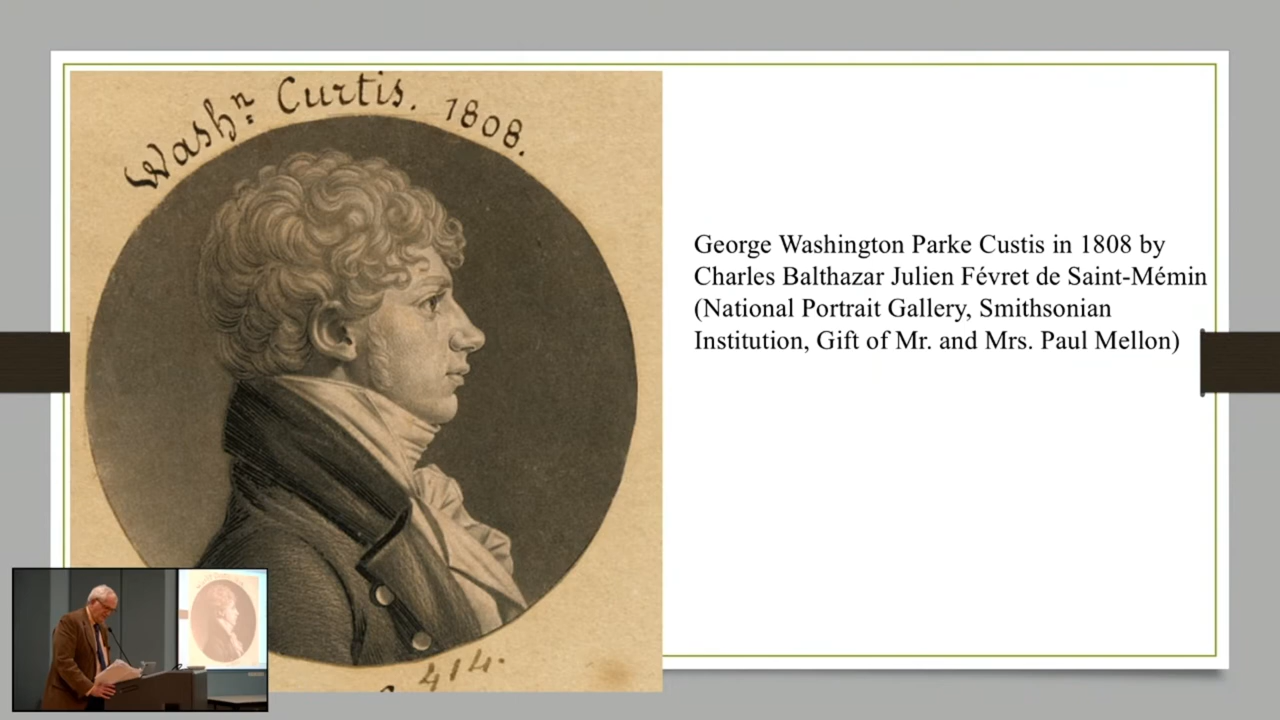 Washⁿ Curtis. 1808.
George Washington Parke Custis in 1808 by
Charles Balthazar Julien Févret de Saint-Mémin
(National Portrait Gallery, Smithsonian
Institution, Gift of Mr. and Mrs. Paul Mellon)
414.